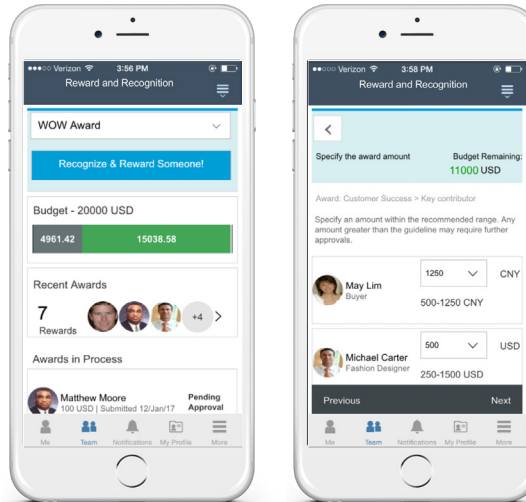 Verizon 3:56 PM
Reward and Recognition
WOW Award
Recognize & Reward Someone!
Budget - 20000 USD
4961.42 15038.58
Recent Awards
7
Rewards
+4
Awards in Process
Matthew Moore
100 USD | Submitted 12/Jan/17
Pending
Approval
Me Team Notifications My Profile More
Verizon 3:58 PM
Reward and Recognition
Specify the award amount
Budget Remaining:
11000 USD
Award: Customer Success > Key contributor
Specify an amount within the recommended range. Any
amount greater than the guideline may require further
approvals.
May Lim
Buyer
1250 CNY
500-1250 CNY
Michael Carter
Fashion Designer
500 USD
250-1500 USD
Previous Next
Me Team Notifications My Profile More